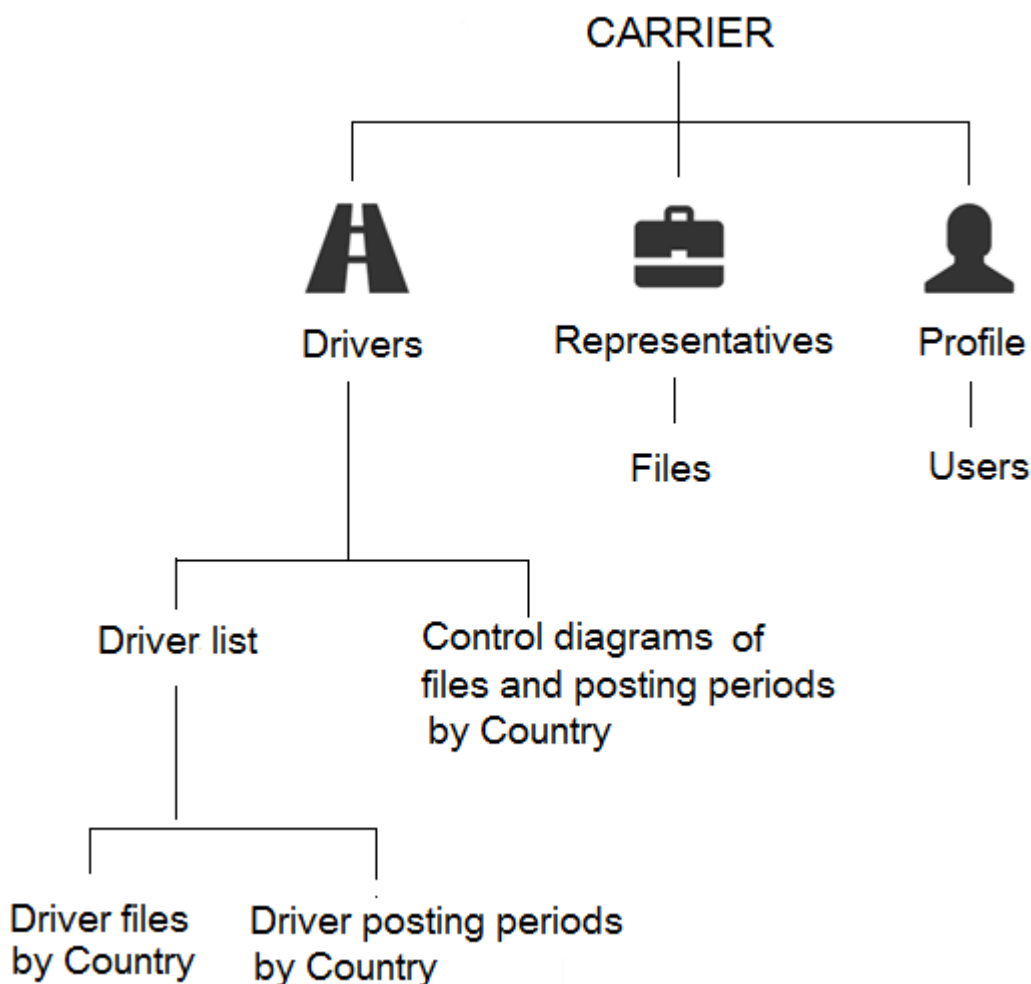 CARRIER
Drivers
Representatives
Profile
Files
Users
Driver list
Control diagrams of
files and posting periods
by Country
Driver files
by Country
Driver posting periods
by Country